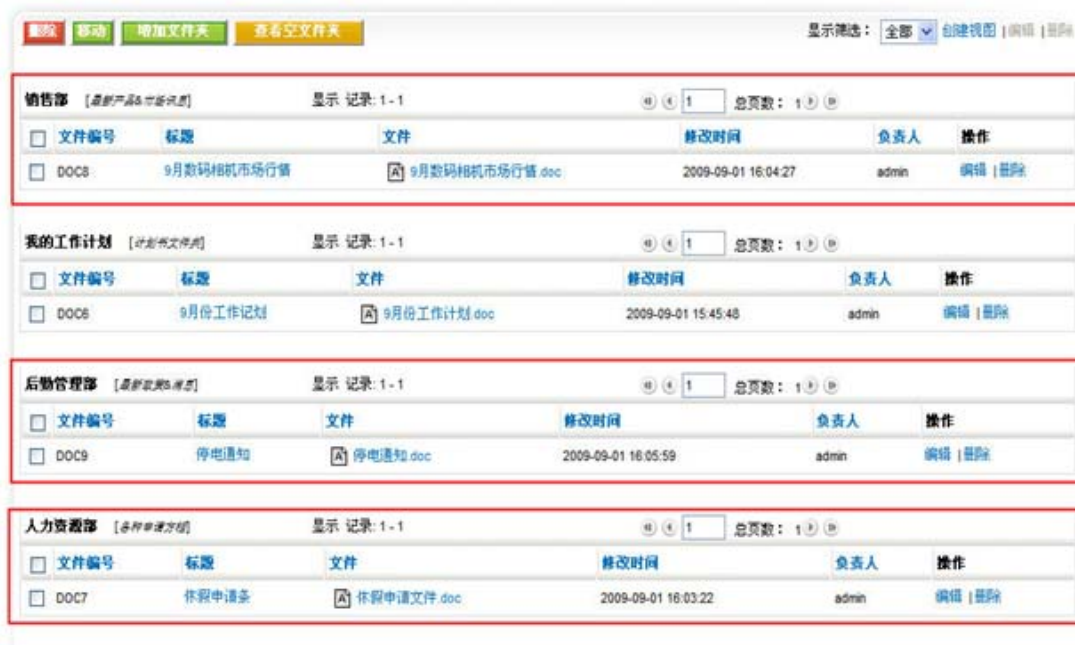 删除 移动 增加文件夹 查看空文件夹 显示筛选： 全部 创建视图 | 编辑 | 删除
销售部 [最新产品&市场讯息] 显示 记录: 1 - 1 1 总页数： 1
文件编号 标题 文件 修改时间 负责人 操作
DOC8 9月数码相机市场行情 9月数码相机市场行情.doc 2009-09-01 16:04:27 admin 编辑 | 删除
我的工作计划 [计划书文件夹] 显示 记录: 1 - 1 1 总页数： 1
文件编号 标题 文件 修改时间 负责人 操作
DOC6 9月份工作记划 9月份工作计划.doc 2009-09-01 15:45:48 admin 编辑 | 删除
后勤管理部 [最新政策&消息] 显示 记录: 1 - 1 1 总页数： 1
文件编号 标题 文件 修改时间 负责人 操作
DOC9 停电通知 停电通知.doc 2009-09-01 16:05:59 admin 编辑 | 删除
人力资源部 显示 记录: 1 - 1 1 总页数： 1
文件编号 标题 文件 修改时间 负责人 操作
DOC7 休假申请条 休假申请文件.doc 2009-09-01 16:03:22 admin 编辑 | 删除